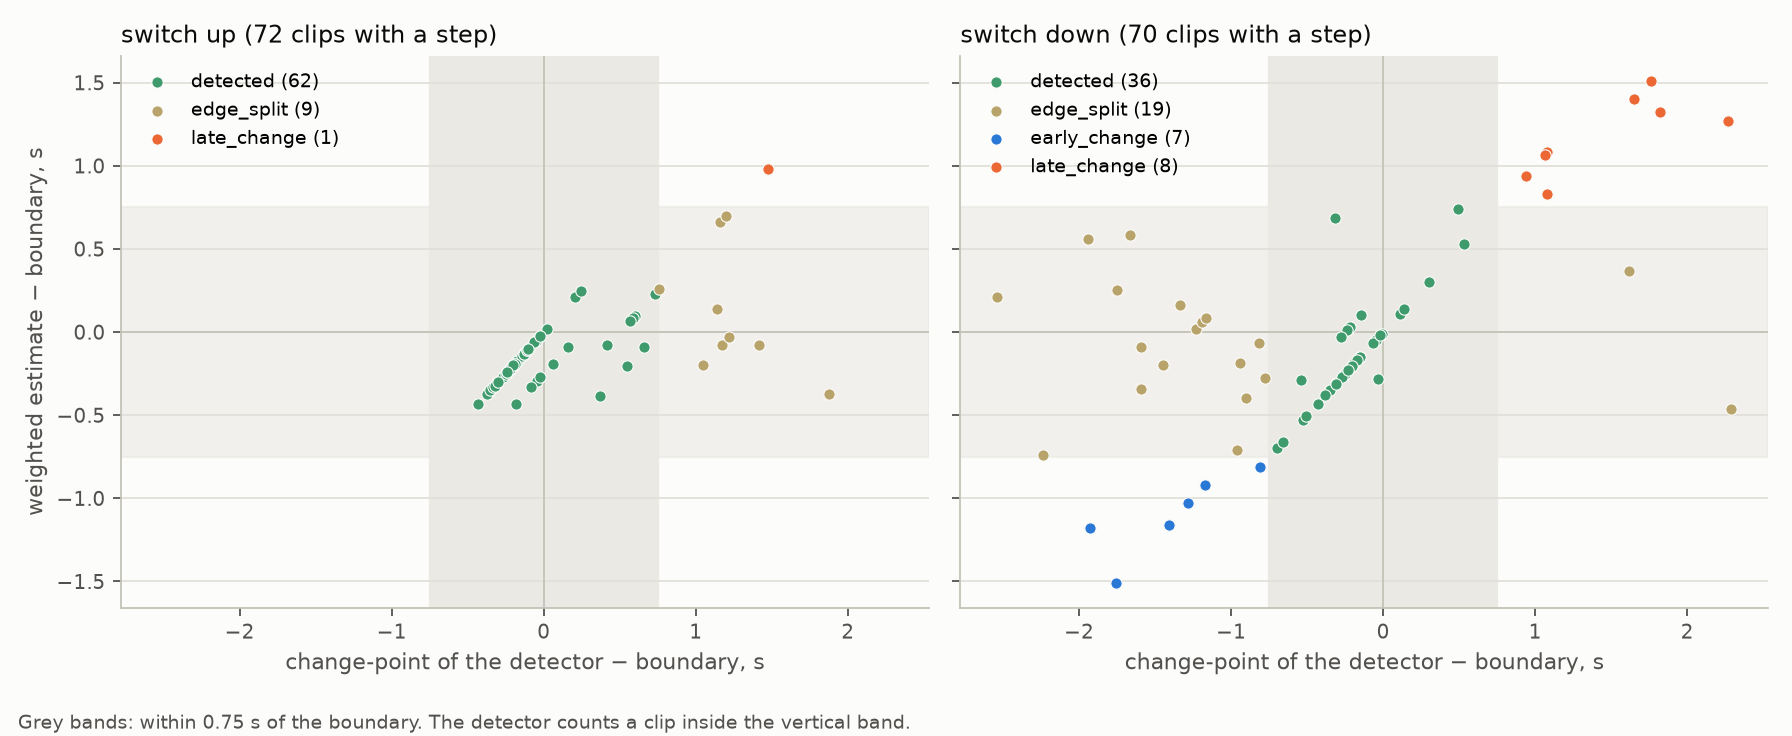 switch up (72 clips with a step)
detected (62)
edge_split (9)
late_change (1)
1.5
1.0
0.5
0.0
−0.5
−1.0
−1.5
weighted estimate − boundary, s
−2
−1
0
1
2
change-point of the detector − boundary, s
switch down (70 clips with a step)
detected (36)
edge_split (19)
early_change (7)
late_change (8)
−2
−1
0
1
2
change-point of the detector − boundary, s
Grey bands: within 0.75 s of the boundary. The detector counts a clip inside the vertical band.